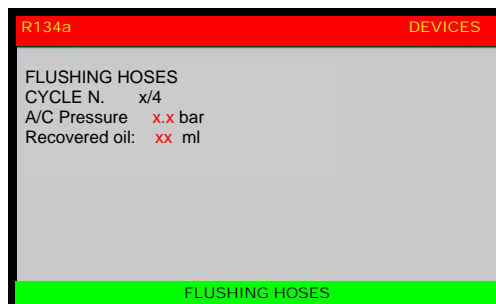 R134a DEVICES
FLUSHING HOSES
CYCLE N. x/4
A/C Pressure x.x bar
Recovered oil: xx ml
FLUSHING HOSES